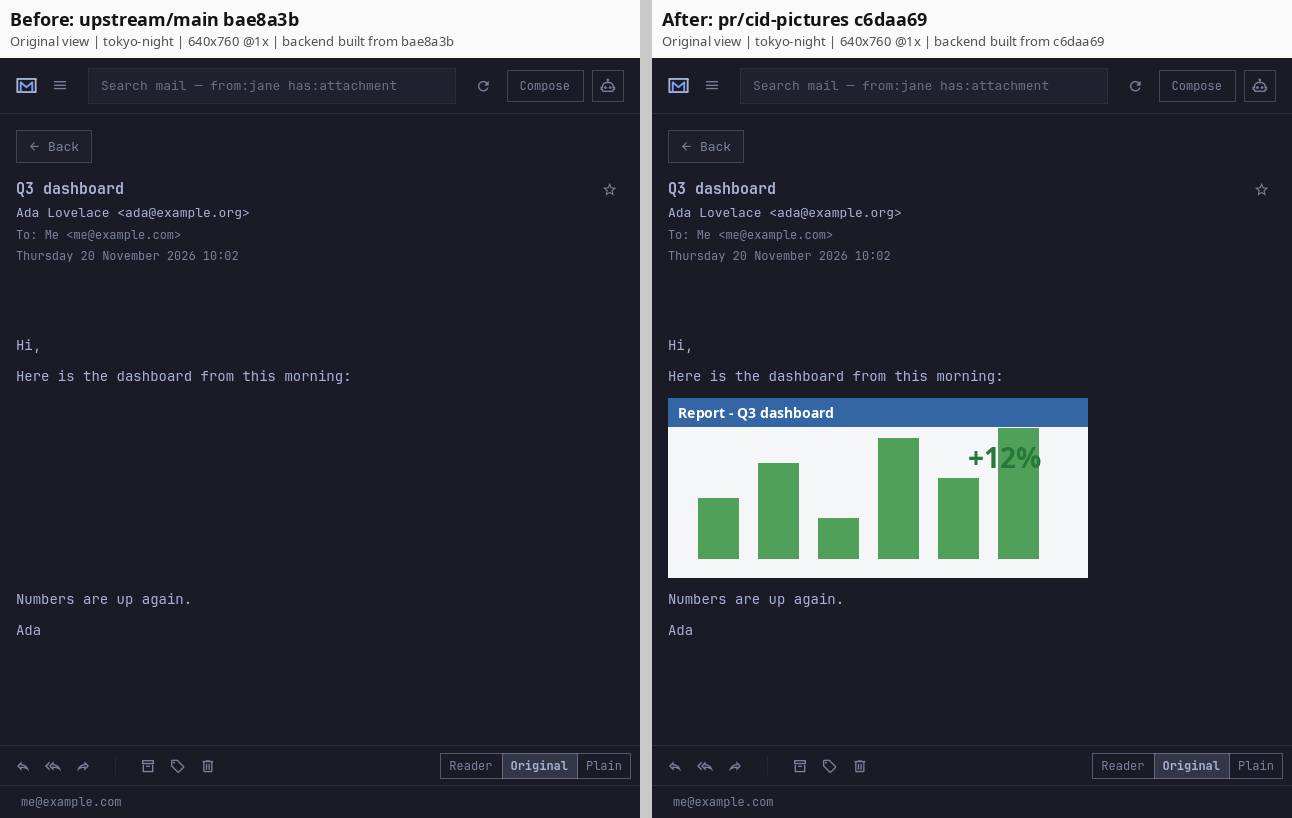 Before: upstream/main bae8a3b
Original view | tokyo-night | 640x760 @1x | backend built from bae8a3b
Search mail — from:jane has:attachment
Compose
← Back
Q3 dashboard
Ada Lovelace <ada@example.org>
To: Me <me@example.com>
Thursday 20 November 2026 10:02
Hi,
Here is the dashboard from this morning:
Numbers are up again.
Ada
Reader Original Plain
me@example.com
After: pr/cid-pictures c6daa69
Original view | tokyo-night | 640x760 @1x | backend built from c6daa69
Search mail — from:jane has:attachment
Compose
← Back
Q3 dashboard
Ada Lovelace <ada@example.org>
To: Me <me@example.com>
Thursday 20 November 2026 10:02
Hi,
Here is the dashboard from this morning:
Report - Q3 dashboard
+12%
Numbers are up again.
Ada
Reader Original Plain
me@example.com